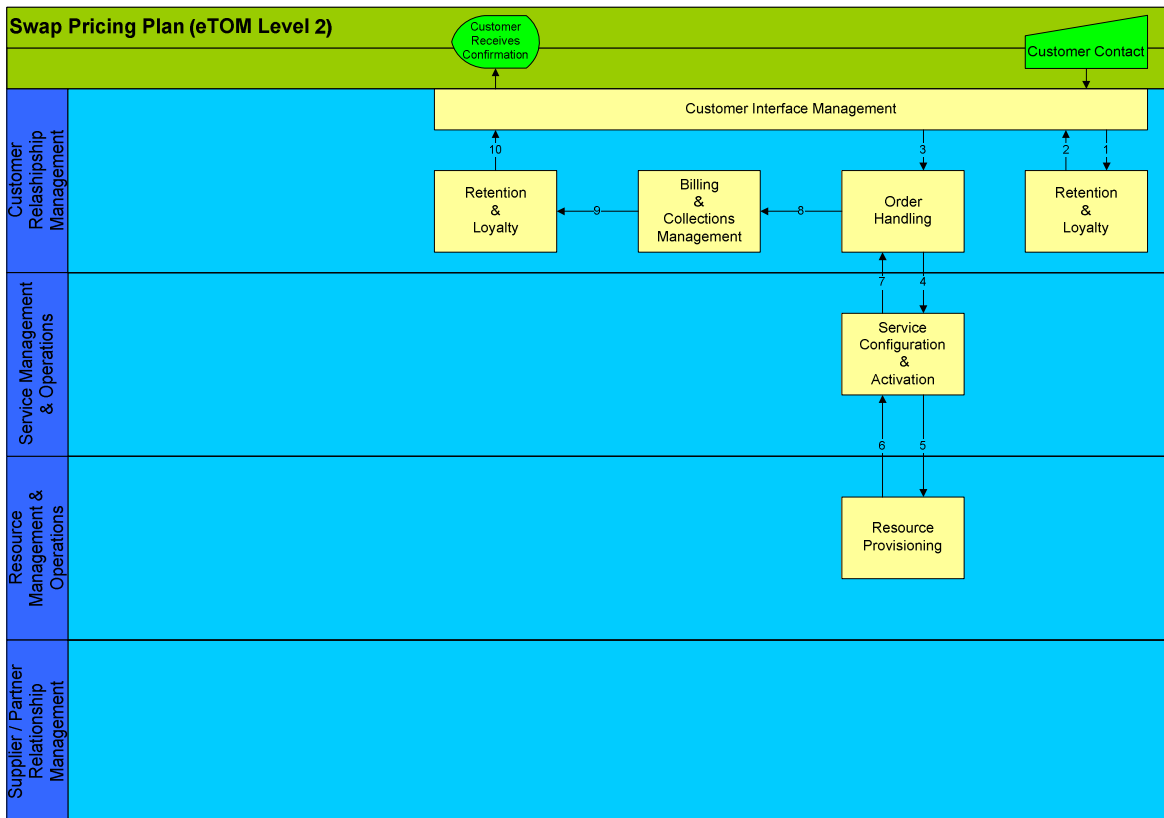 Swap Pricing Plan (eTOM Level 2)
Customer
Receives
Confirmation
Customer Contact
Customer
Relashipship
Management
Customer Interface Management
10
3
2
1
Retention
&
Loyalty
9
Billing
&
Collections
Management
8
Order
Handling
Retention
&
Loyalty
7
4
Service Management
& Operations
Service
Configuration
&
Activation
6
5
Resource
Management &
Operations
Resource
Provisioning
Supplier / Partner
Relationship
Management